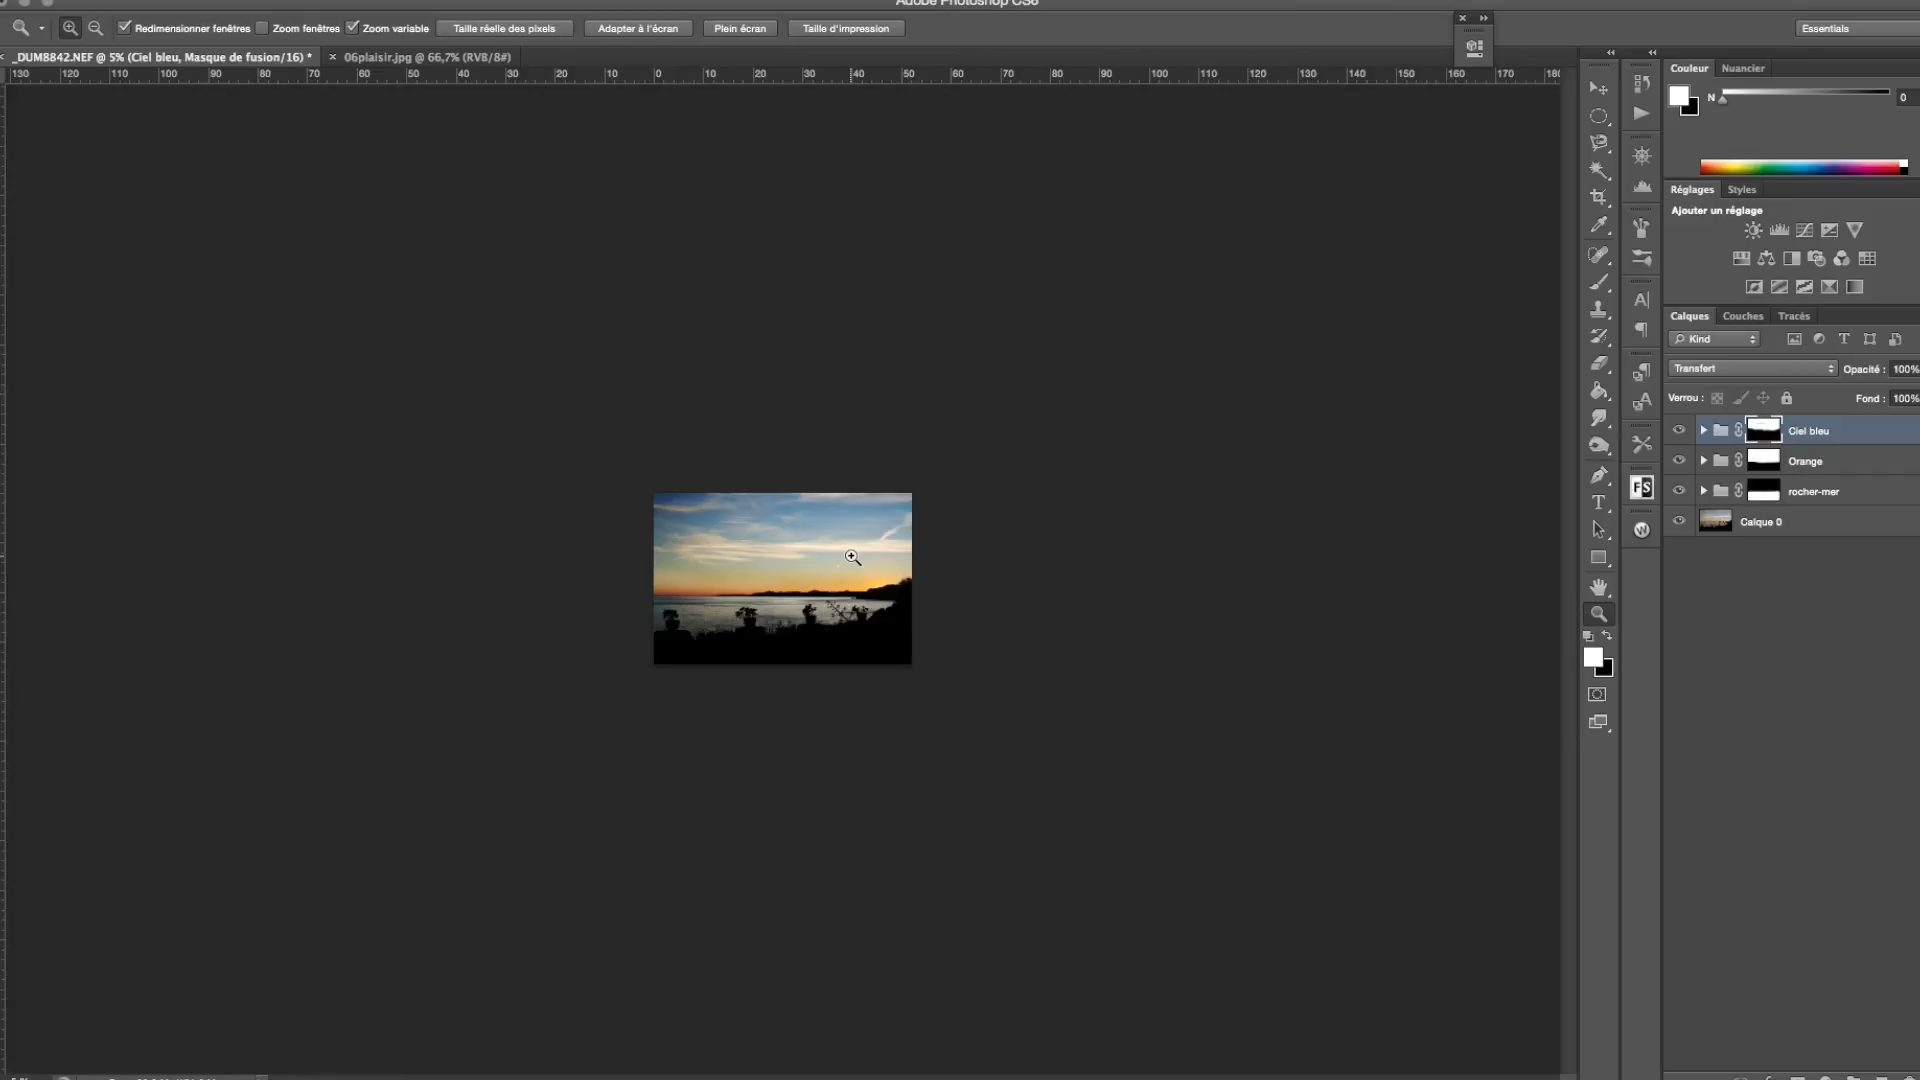 Adobe Photoshop CS6
Redimensionner fenêtres
Zoom fenêtres
Zoom variable
Taille réelle des pixels
Adapter à l'écran
Plein écran
Taille d'impression
Essentials
_DUM8842.NEF @ 5% (Ciel bleu, Masque de fusion/16) *
06plaisir.jpg @ 66,7% (RVB/8#)
130 120 110 100 90 80 70 60 50 40 30 20 10 0 10 20 30 40 50 60 70 80 90 100 110 120 130 140 150 160 170 180
Couleur
Nuancier
N
0
Réglages
Styles
Ajouter un réglage
Calques
Couches
Tracés
Kind
Transfert
Opacité :
100%
Verrou :
Fond :
100%
Ciel bleu
Orange
rocher-mer
Calque 0